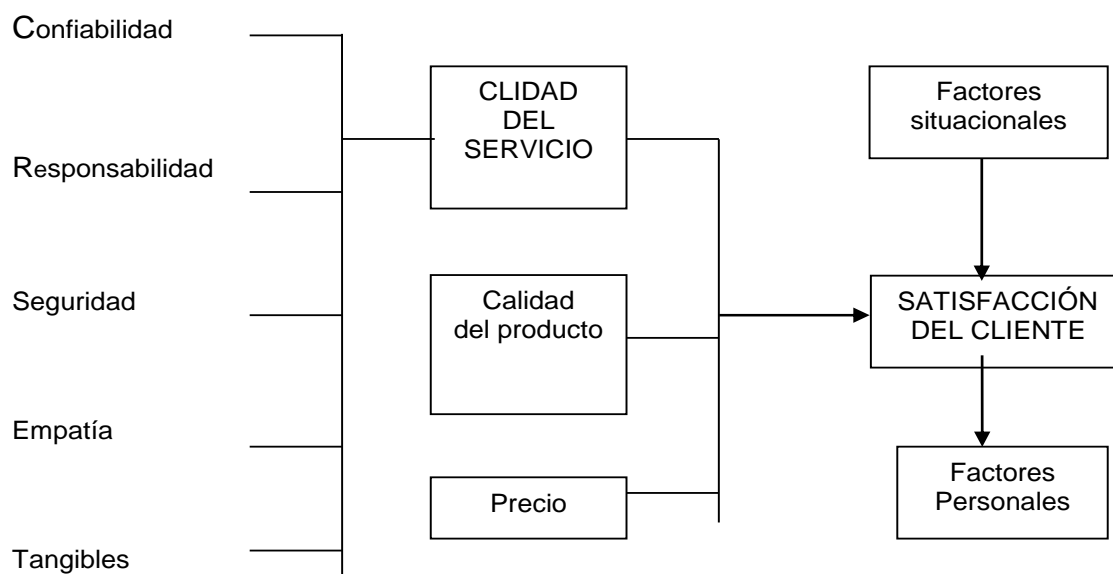 Confiabilidad
Responsabilidad
Seguridad
Empatía
Tangibles
CLIDAD
DEL
SERVICIO
Calidad
del producto
Precio
Factores
situacionales
SATISFACCIÓN
DEL CLIENTE
Factores
Personales